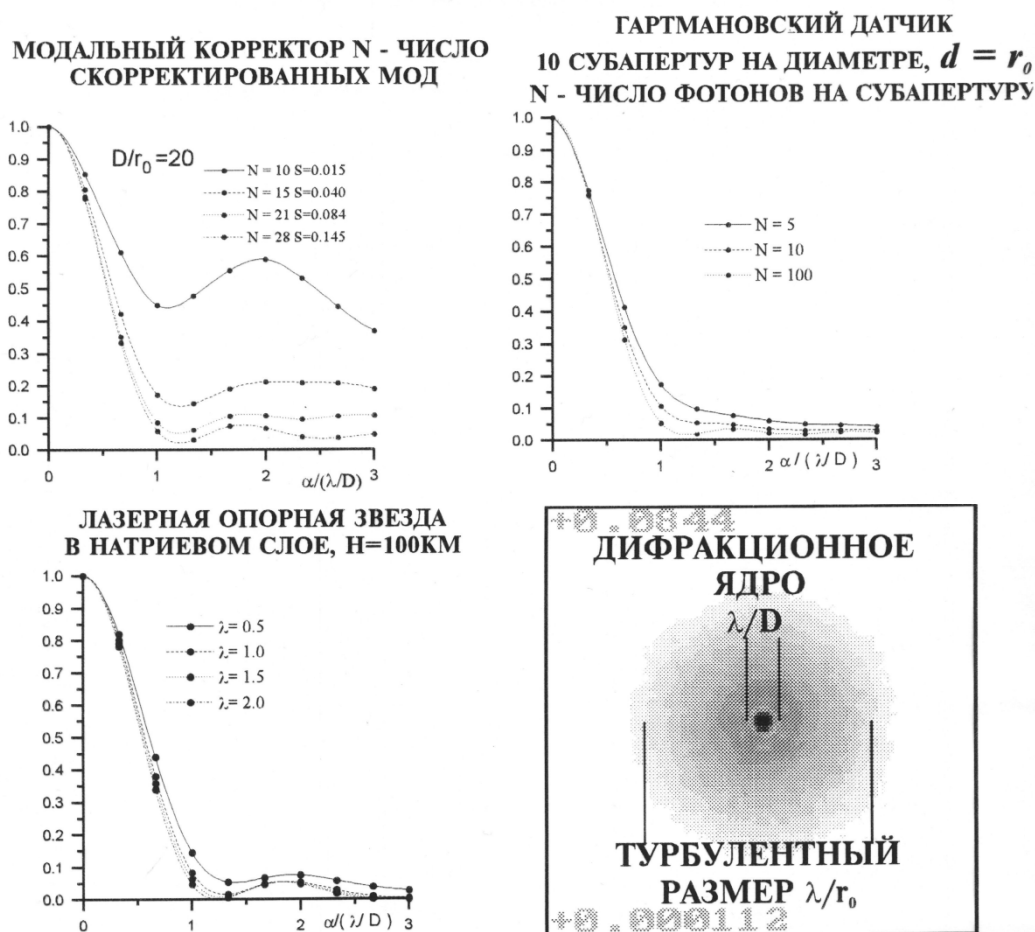 МОДАЛЬНЫЙ КОРРЕКТОР N - ЧИСЛО
СКОРРЕКТИРОВАННЫХ МОД
1.0
0.9
0.8
0.7
0.6
0.5
0.4
0.3
0.2
0.1
0.0
D/r₀ =20
N = 10 S=0.015
N = 15 S=0.040
N = 21 S=0.084
N = 28 S=0.145
0 1 2 3
α/(λ/D)
ГАРТМАНОВСКИЙ ДАТЧИК
10 СУБАПЕРТУР НА ДИАМЕТРЕ, d = r₀
N - ЧИСЛО ФОТОНОВ НА СУБАПЕРТУРУ
1.0
0.9
0.8
0.7
0.6
0.5
0.4
0.3
0.2
0.1
0.0
N = 5
N = 10
N = 100
0 1 2 α/(λ/D) 3
ЛАЗЕРНАЯ ОПОРНАЯ ЗВЕЗДА
В НАТРИЕВОМ СЛОЕ, H=100КМ
1.0
0.9
0.8
0.7
0.6
0.5
0.4
0.3
0.2
0.1
0.0
λ= 0.5
λ= 1.0
λ= 1.5
λ= 2.0
0 1 2 α/(λ/D) 3
+0.0844
ДИФРАКЦИОННОЕ
ЯДРО
λ/D
ТУРБУЛЕНТНЫЙ
РАЗМЕР λ/r₀
+0.000112